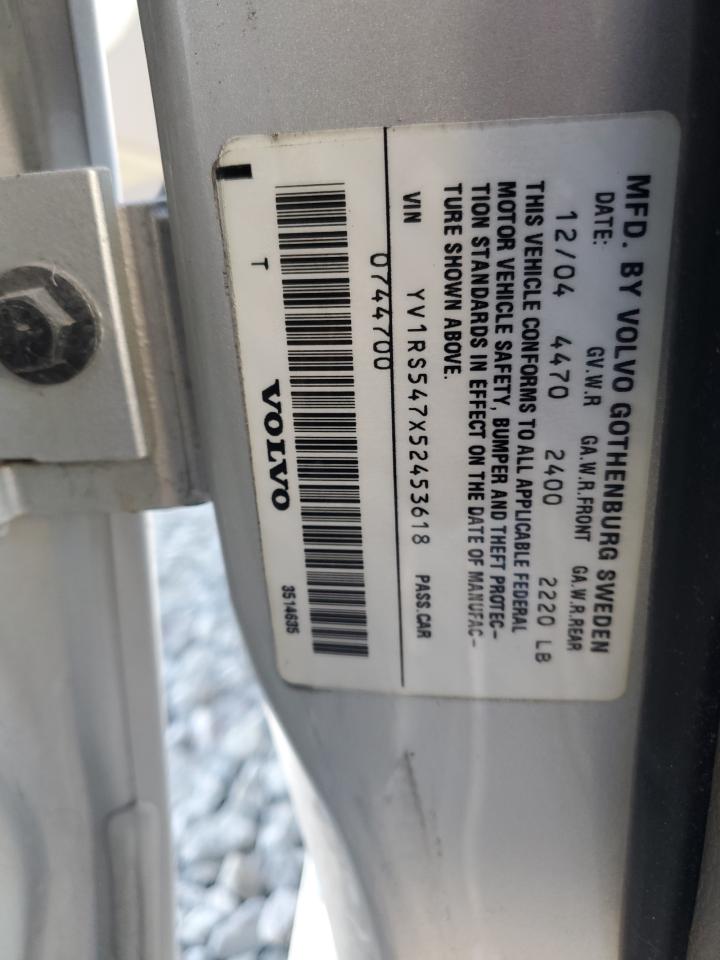 MFD. BY VOLVO GOTHENBURG SWEDEN
DATE: GV.W.R GA.W.R.FRONT GA.W.R.REAR
12/04 4470 2400 2220 LB
THIS VEHICLE CONFORMS TO ALL APPLICABLE FEDERAL
MOTOR VEHICLE SAFETY, BUMPER AND THEFT PROTEC-
TION STANDARDS IN EFFECT ON THE DATE OF MANUFAC-
TURE SHOWN ABOVE.
VIN YV1RS547X52453618 PASS.CAR
0744700
T VOLVO 3514635